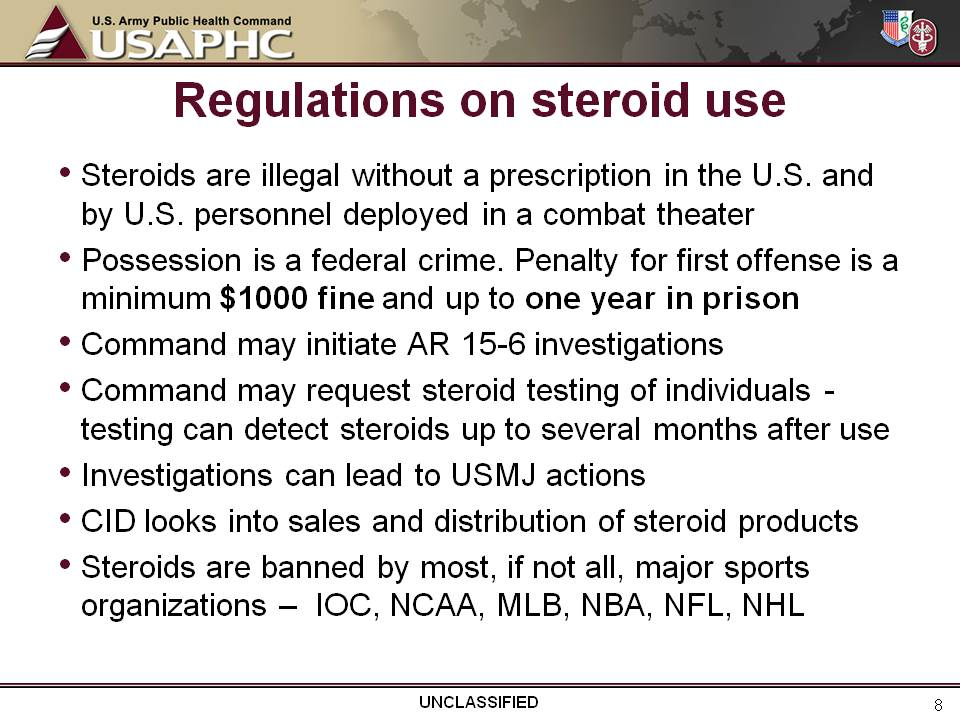 U.S. Army Public Health Command
USAPHC
Regulations on steroid use
• Steroids are illegal without a prescription in the U.S. and
by U.S. personnel deployed in a combat theater
• Possession is a federal crime. Penalty for first offense is a
minimum $1000 fine and up to one year in prison
• Command may initiate AR 15-6 investigations
• Command may request steroid testing of individuals -
testing can detect steroids up to several months after use
• Investigations can lead to USMJ actions
• CID looks into sales and distribution of steroid products
• Steroids are banned by most, if not all, major sports
organizations – IOC, NCAA, MLB, NBA, NFL, NHL
UNCLASSIFIED
8